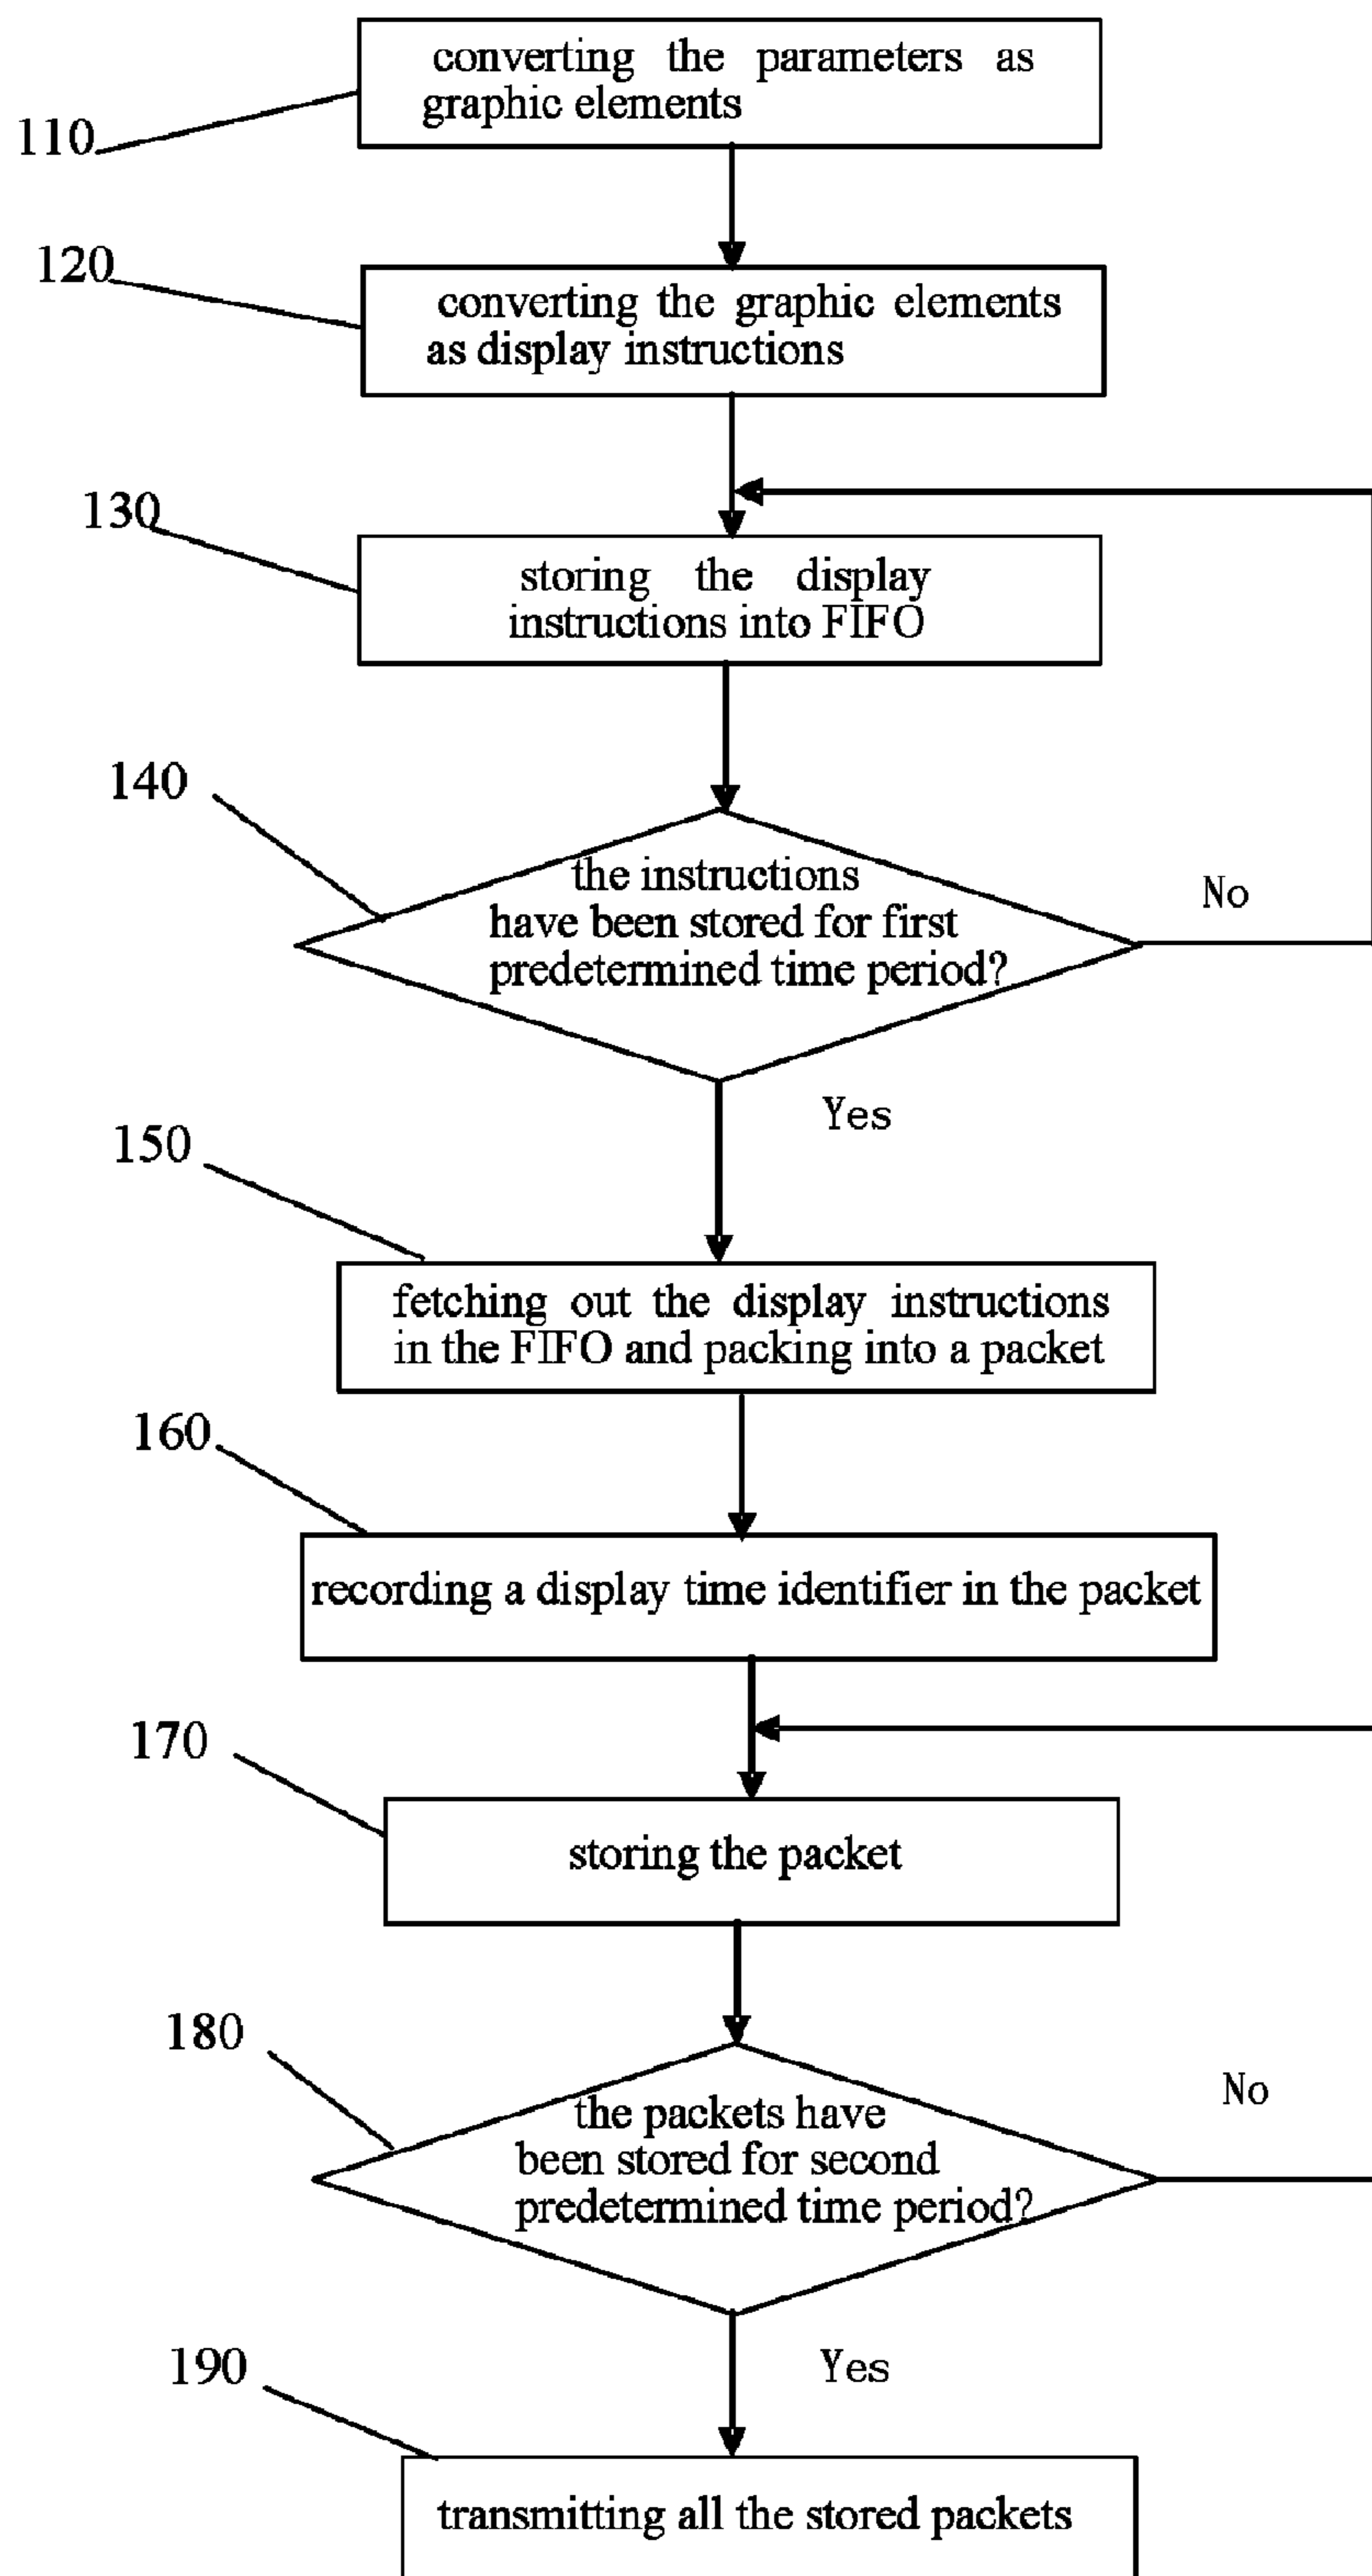 converting the parameters as
graphic elements
110
120
converting the graphic elements
as display instructions
130
storing the display
instructions into FIFO
140
the instructions
have been stored for first
predetermined time period?
No
Yes
150
fetching out the display instructions
in the FIFO and packing into a packet
160
recording a display time identifier in the packet
170
storing the packet
180
the packets have
been stored for second
predetermined time period?
No
Yes
190
transmitting all the stored packets